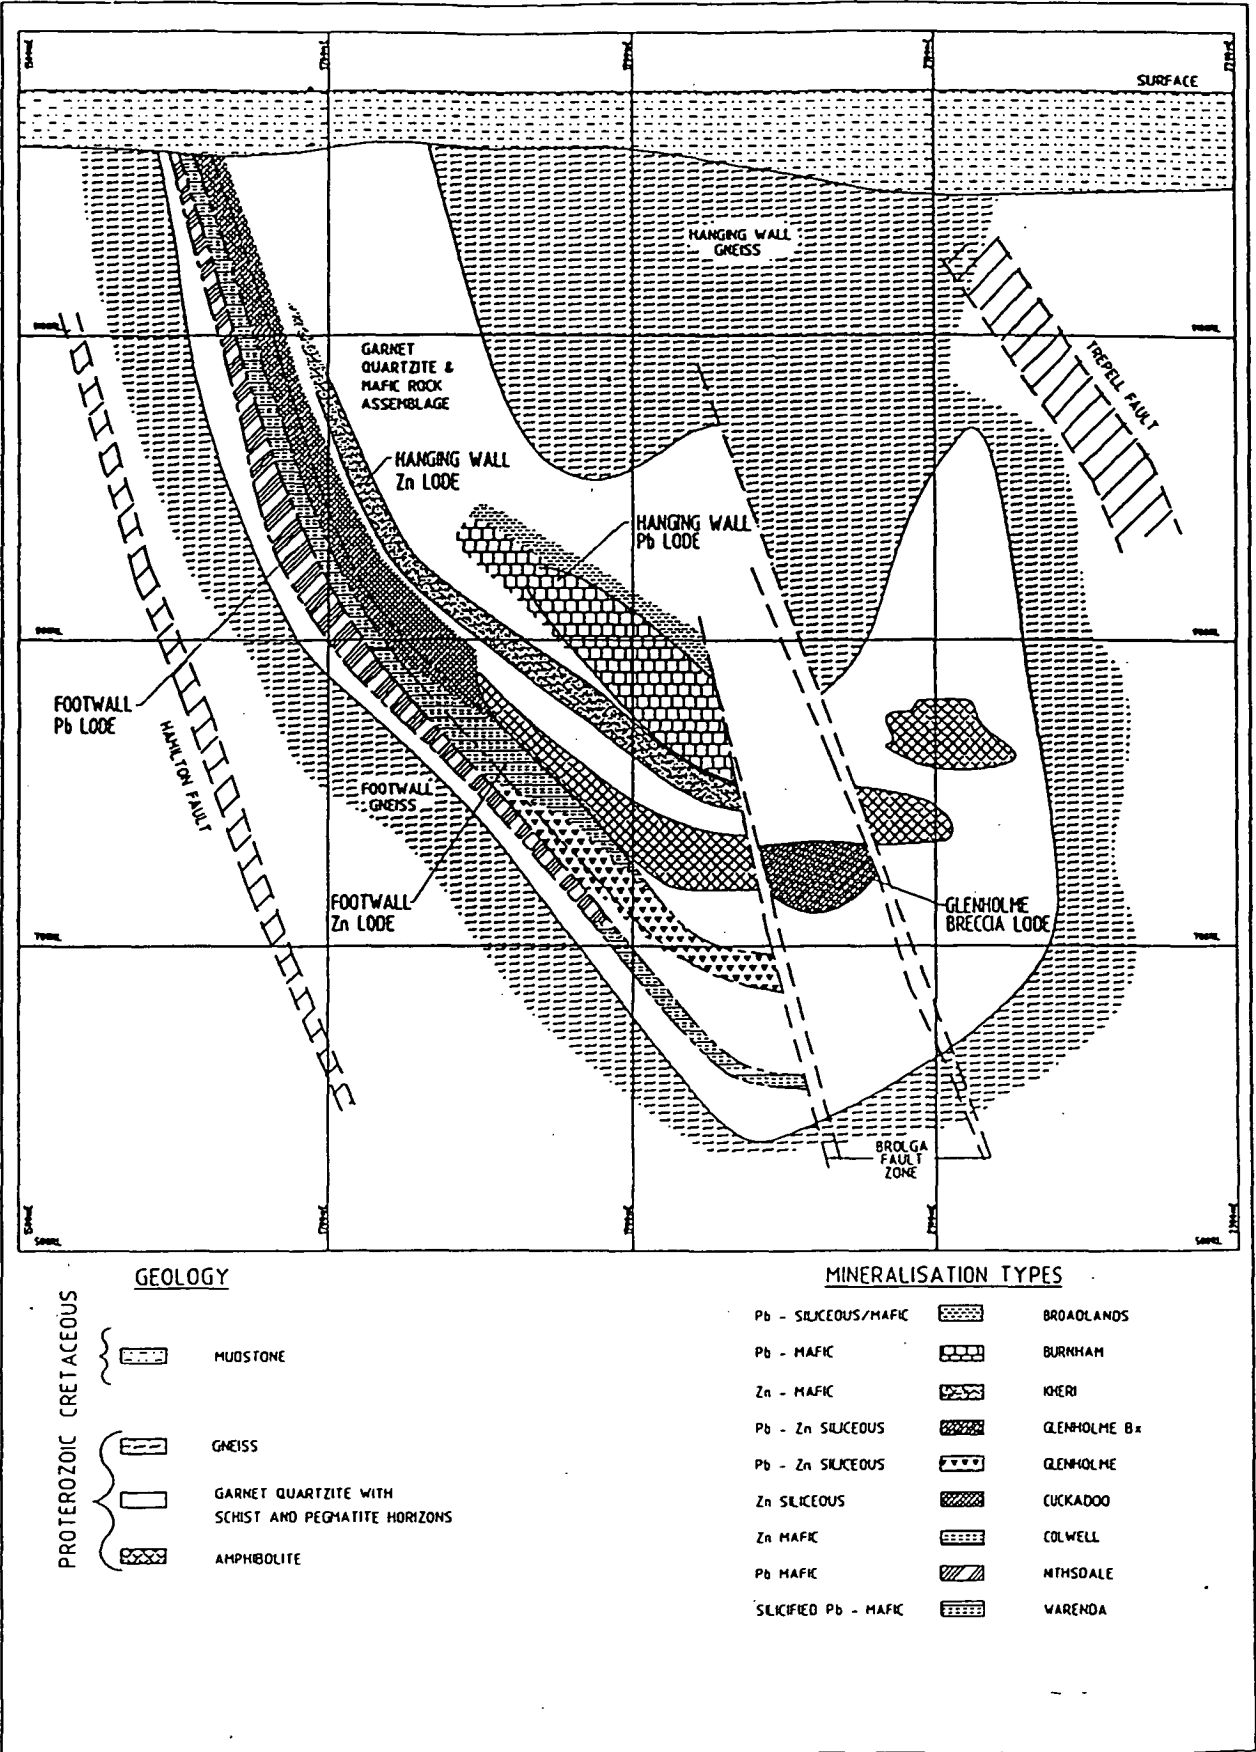 SURFACE
HANGING WALL
GNEISS
TREPELL FAULT
GARNET
QUARTZITE &
MAFIC ROCK
ASSEMBLAGE
HANGING WALL
Zn LODE
HANGING WALL
Pb LODE
FOOTWALL
Pb LODE
HAMILTON FAULT
FOOTWALL
GNEISS
FOOTWALL
Zn LODE
GLENHOLME
BRECCIA LODE
BROLGA
FAULT
ZONE
500RL
500RL
GEOLOGY
CRETACEOUS
MUDSTONE
PROTEROZOIC
GNEISS
GARNET QUARTZITE WITH
SCHIST AND PEGMATITE HORIZONS
AMPHIBOLITE
MINERALISATION TYPES
Pb - SILICEOUS/MAFIC BROADLANDS
Pb - MAFIC BURNHAM
Zn - MAFIC KHERI
Pb - Zn SILICEOUS GLENHOLME Bx
Pb - Zn SILICEOUS GLENHOLME
Zn SILICEOUS CUCKADOO
Zn MAFIC COLWELL
Pb MAFIC NITHSDALE
SILICIFIED Pb - MAFIC WARENDA